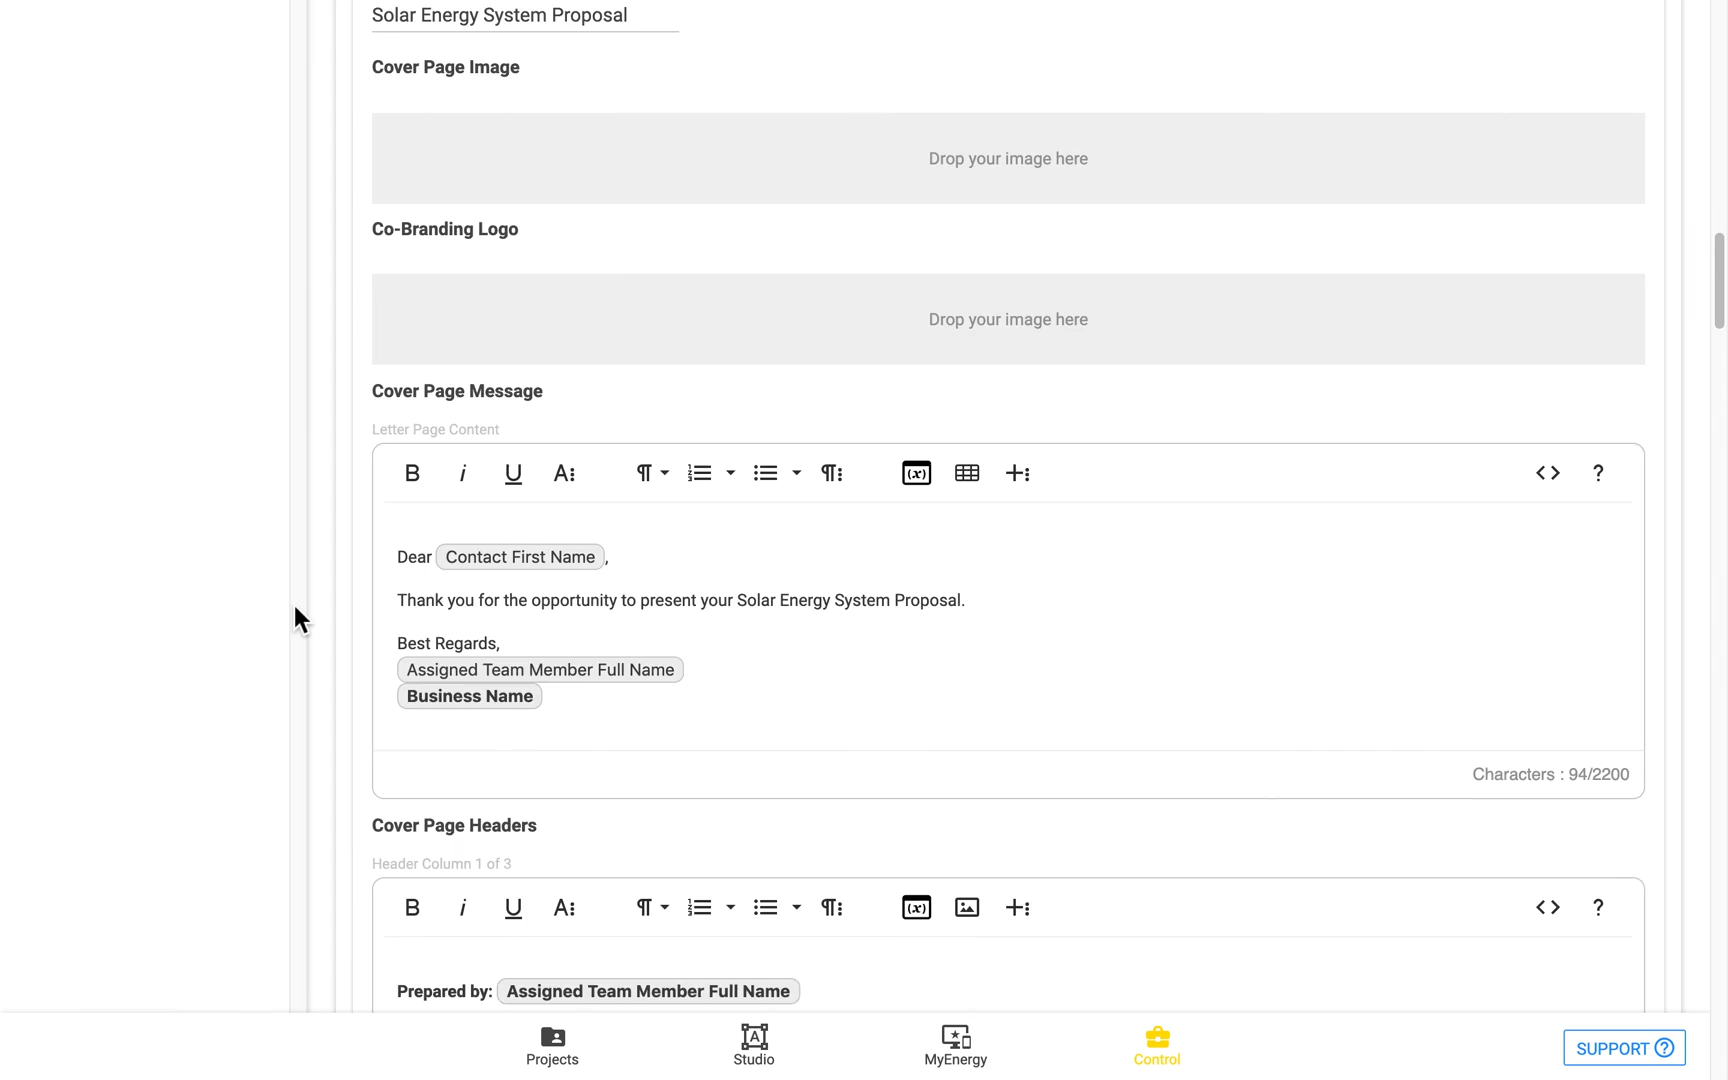 Solar Energy System Proposal
Cover Page Image
Drop your image here
Co-Branding Logo
Drop your image here
Cover Page Message
Letter Page Content
Dear Contact First Name,
Thank you for the opportunity to present your Solar Energy System Proposal.
Best Regards,
Assigned Team Member Full Name
Business Name
Characters : 94/2200
Cover Page Headers
Header Column 1 of 3
Prepared by: Assigned Team Member Full Name
Projects
Studio
MyEnergy
Control
SUPPORT